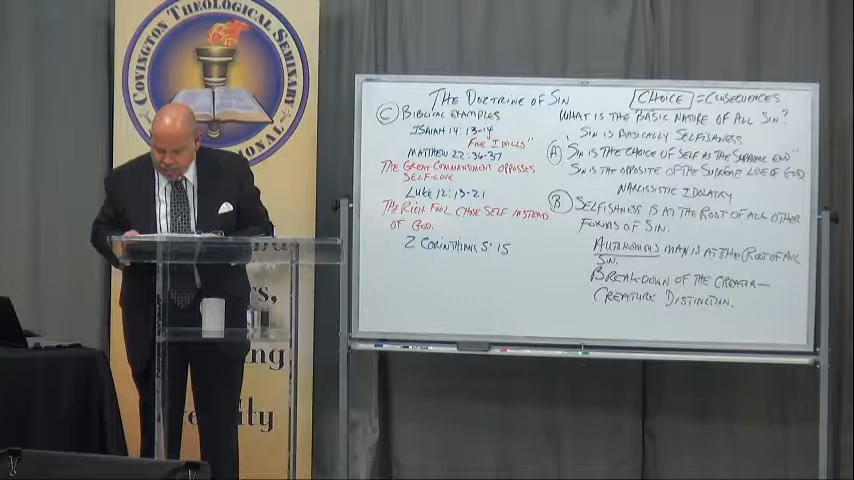 COVINGTON THEOLOGICAL SEMINARY
The Doctrine of Sin
C Biblical Examples
Isaiah 14:13-14
Five I Wills"
Matthew 22:36-37
The Great Commandment opposes
Self-Love
Luke 12:13-21
The Rich Fool chose self instead
of God.
2 Corinthians 5:15
CHOICE = Consequences
What is the basic nature of all sin?
Sin is basically selfishness
A Sin is the choice of self as the supreme end"
Sin is the opposite of the supreme love of God
Narcissistic Idolatry
B Selfishness is at the root of all other
forms of sin.
Autonomous man is at the root of all
sin.
Breakdown of the Creator-
Creature Distinction.